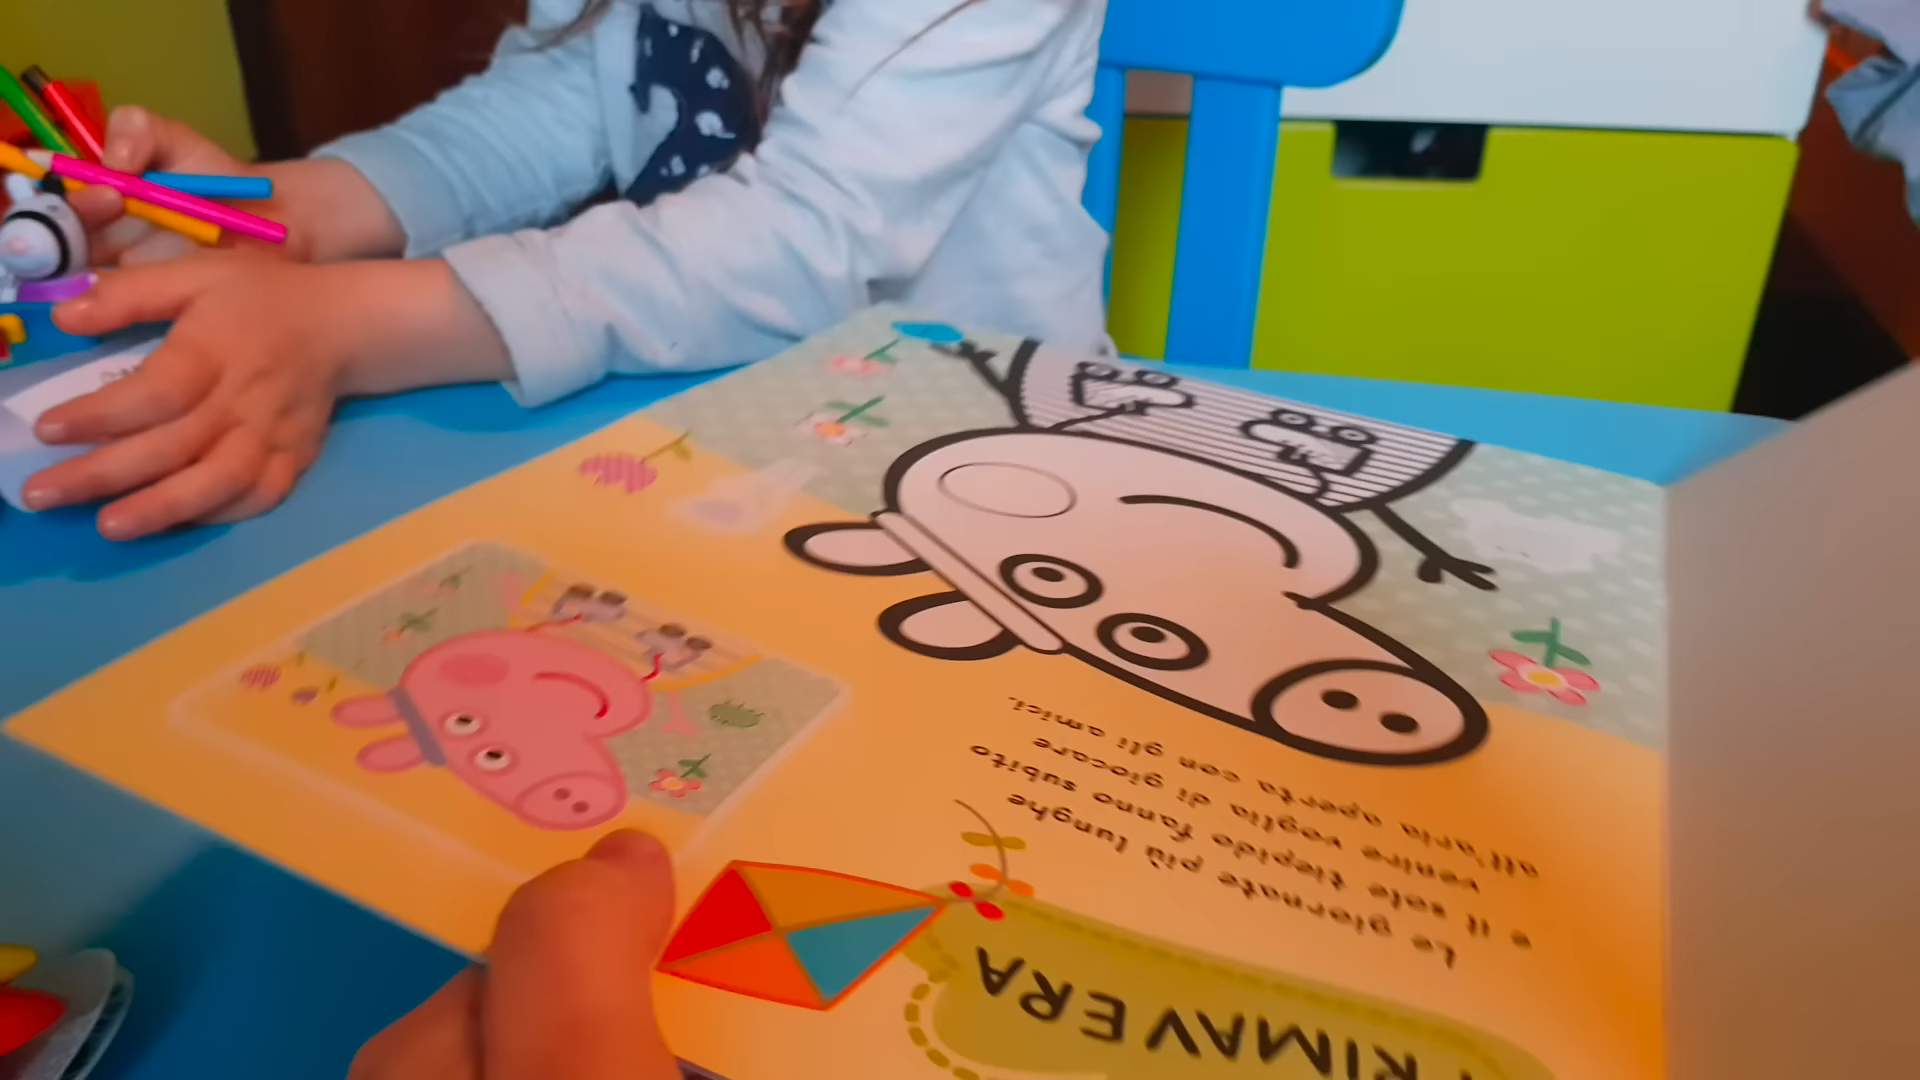 PRIMAVERA
Le giornate più lunghe
e il sole tiepido fanno subito
venire voglia di giocare
all'aria aperta con gli amici.